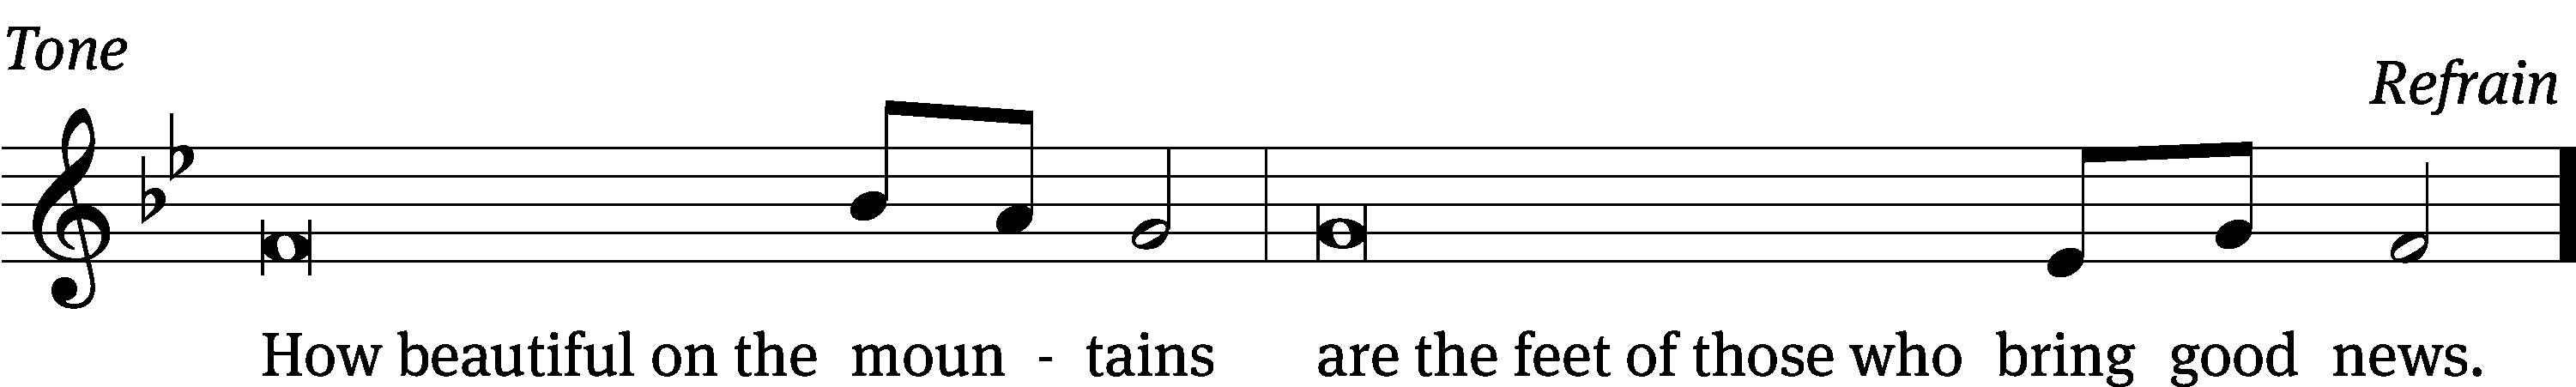 Tone
Refrain
How beautiful on the moun - tains are the feet of those who bring good news.